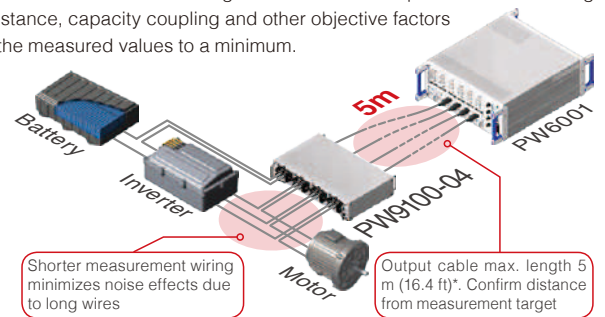 stance, capacity coupling and other objective factors
the measured values to a minimum.
5m
PW6001
Battery
Inverter
PW9100-04
Motor
Shorter measurement wiring
minimizes noise effects due
to long wires
Output cable max. length 5
m (16.4 ft)*. Confirm distance
from measurement target